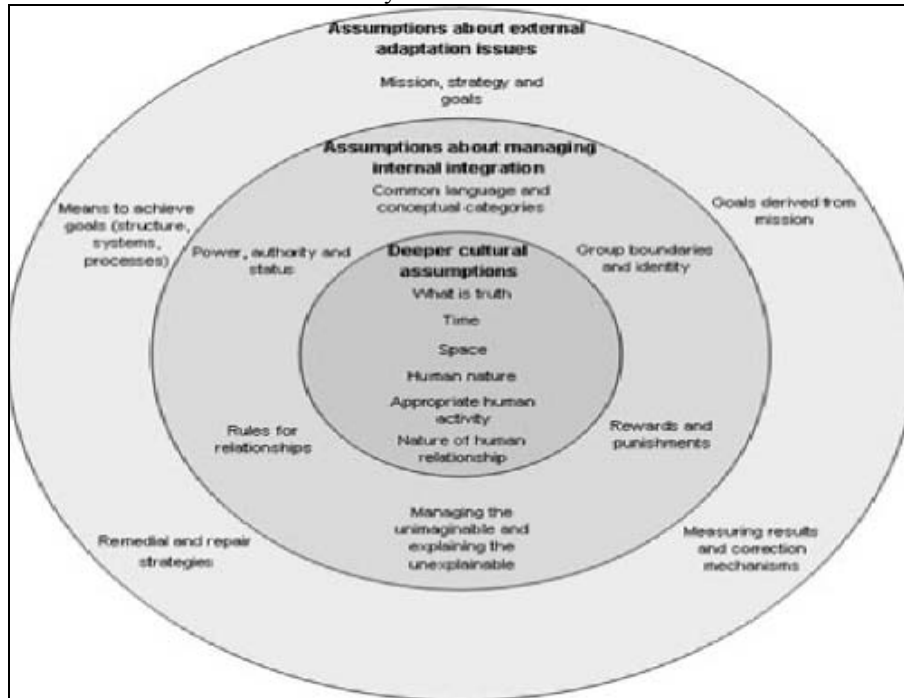 Assumptions about external
adaptation issues
Mission, strategy and
goals
Assumptions about managing
internal integration
Common language and
conceptual categories
Means to achieve
goals (structure,
systems,
processes)
Goals derived from
mission
Power, authority and
status
Group boundaries
and identity
Deeper cultural
assumptions
What is truth
Time
Space
Human nature
Appropriate human
activity
Nature of human
relationship
Rules for
relationships
Rewards and
punishments
Managing the
unimaginable and
explaining the
unexplainable
Remedial and repair
strategies
Measuring results
and correction
mechanisms